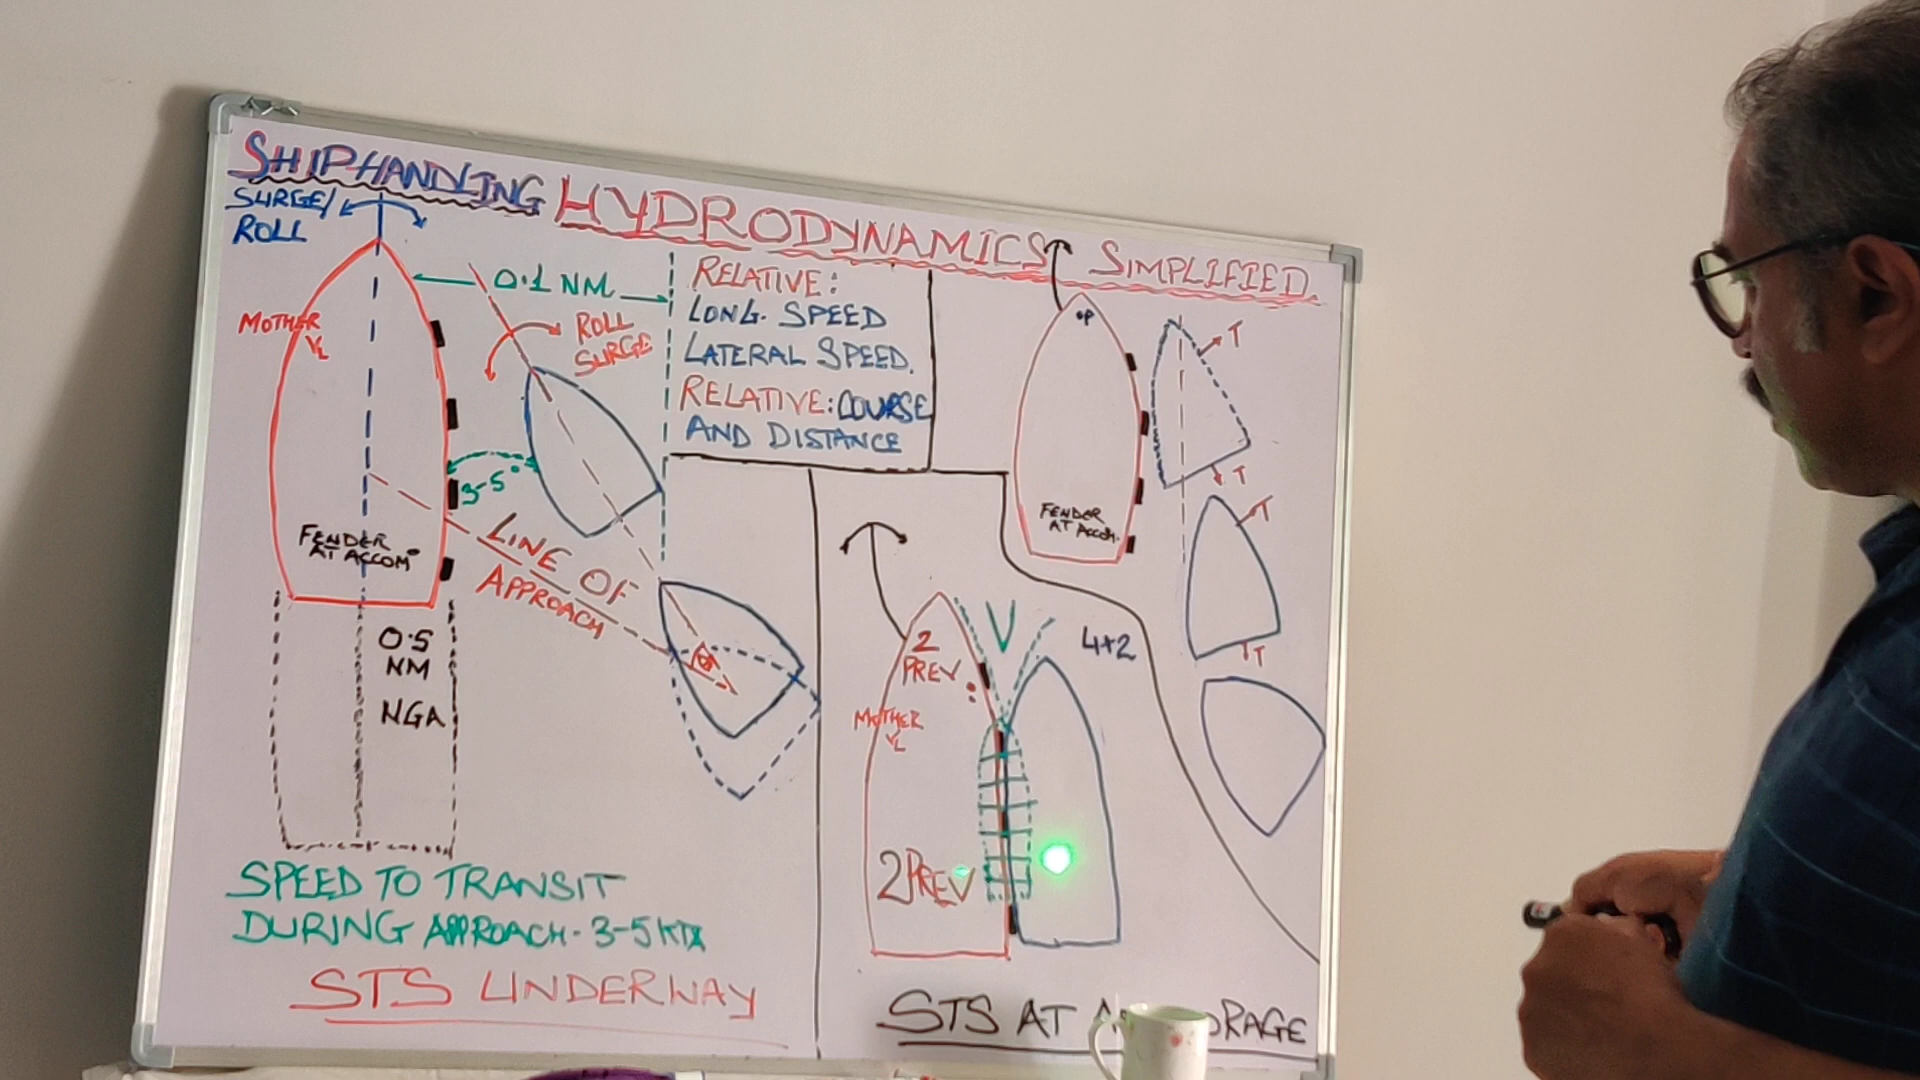 SHIPHANDLING HYDRODYNAMICS SIMPLIFIED
SURGE/
ROLL
0.1 NM
MOTHER
VL
ROLL
SURGE
3-5°
FENDER
AT ACCOM°
LINE OF
APPROACH
0.5
NM
NGA
SPEED TO TRANSIT
DURING APPROACH - 3-5 KTX
STS UNDERWAY
RELATIVE:
LONG. SPEED
LATERAL SPEED.
RELATIVE: COURSE
AND DISTANCE
FENDER
AT ACCOM.
T
T
T
T
V
4+2
2
PREV
MOTHER
VL
2PREV
STS AT